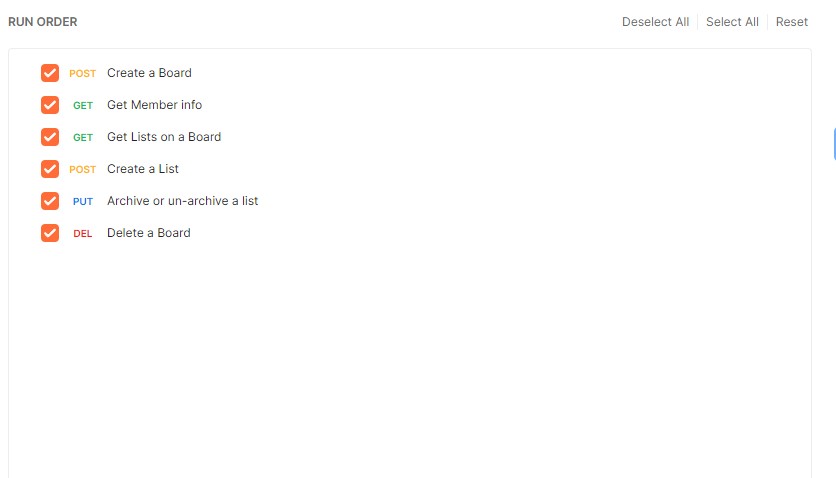 RUN ORDER Deselect All Select All Reset
POST Create a Board
GET Get Member info
GET Get Lists on a Board
POST Create a List
PUT Archive or un-archive a list
DEL Delete a Board